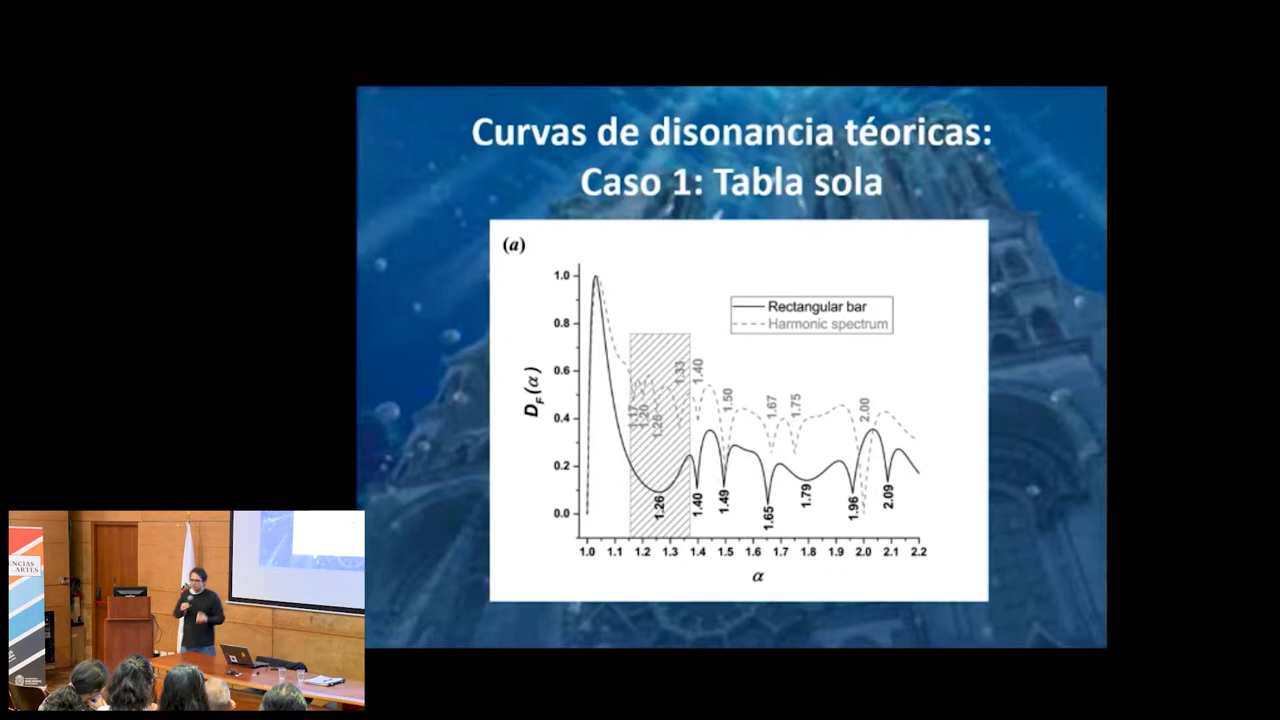 Curvas de disonancia téoricas:
Caso 1: Tabla sola
(a)
Rectangular bar
Harmonic spectrum
D_F(α)
1.0
0.8
0.6
0.4
0.2
0.0
1.17
1.20
1.25
1.33
1.40
1.50
1.67
1.75
2.00
1.26
1.40
1.49
1.65
1.79
1.96
2.09
1.0 1.1 1.2 1.3 1.4 1.5 1.6 1.7 1.8 1.9 2.0 2.1 2.2
α
ENCIAS
ARTES